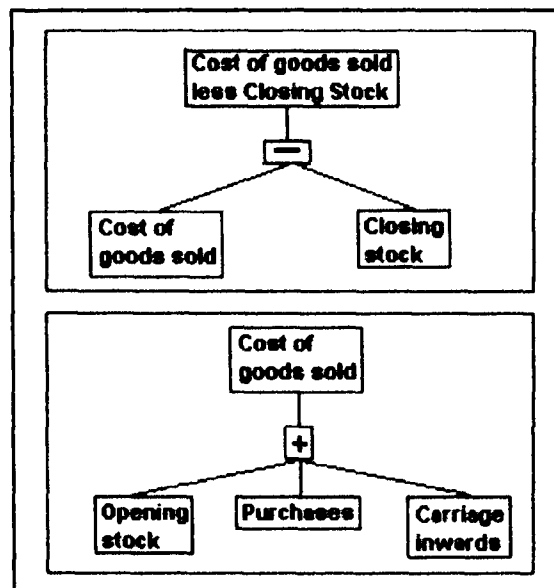 Cost of goods sold
less Closing Stock
−
Cost of
goods sold
Closing
stock
Cost of
goods sold
+
Opening
stock
Purchases
Carriage
inwards